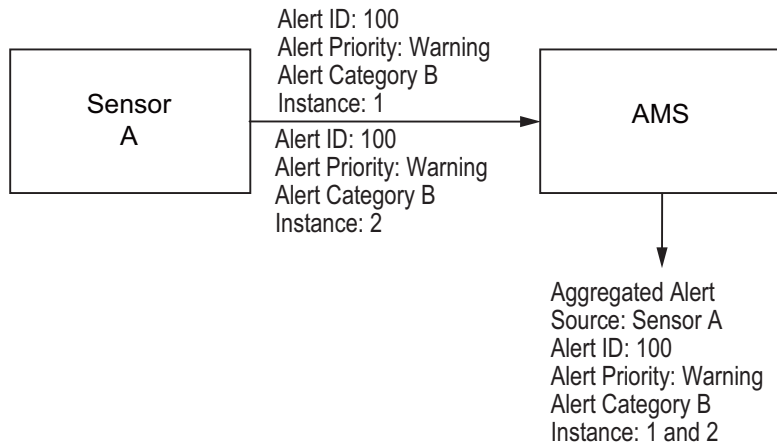 Sensor
A
Alert ID: 100
Alert Priority: Warning
Alert Category B
Instance: 1
Alert ID: 100
Alert Priority: Warning
Alert Category B
Instance: 2
AMS
Aggregated Alert
Source: Sensor A
Alert ID: 100
Alert Priority: Warning
Alert Category B
Instance: 1 and 2